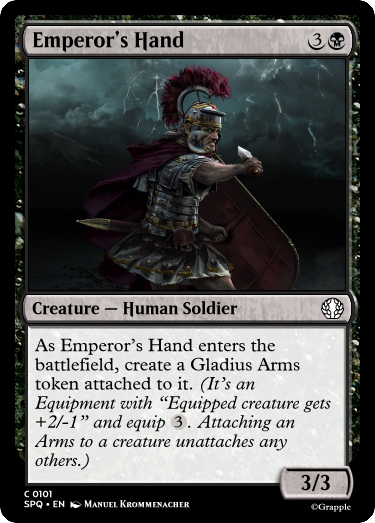 Emperor's Hand 3
Creature — Human Soldier
As Emperor's Hand enters the
battlefield, create a Gladius Arms
token attached to it. (It's an
Equipment with “Equipped creature gets
+2/-1” and equip 3. Attaching an
Arms to a creature unattaches any
others.)
3/3
C 0101
SPQ • EN Manuel Krommenacher
©Grapple